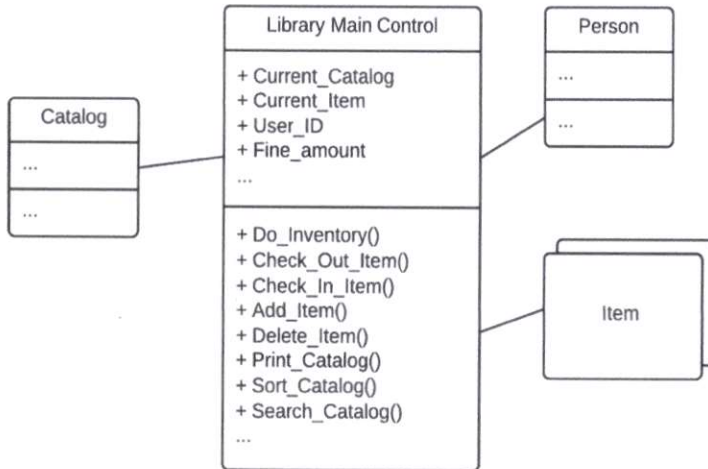 Library Main Control
+ Current_Catalog
+ Current_Item
+ User_ID
+ Fine_amount
...
+ Do_Inventory()
+ Check_Out_Item()
+ Check_In_Item()
+ Add_Item()
+ Delete_Item()
+ Print_Catalog()
+ Sort_Catalog()
+ Search_Catalog()
...
Catalog
...
...
Person
...
...
Item